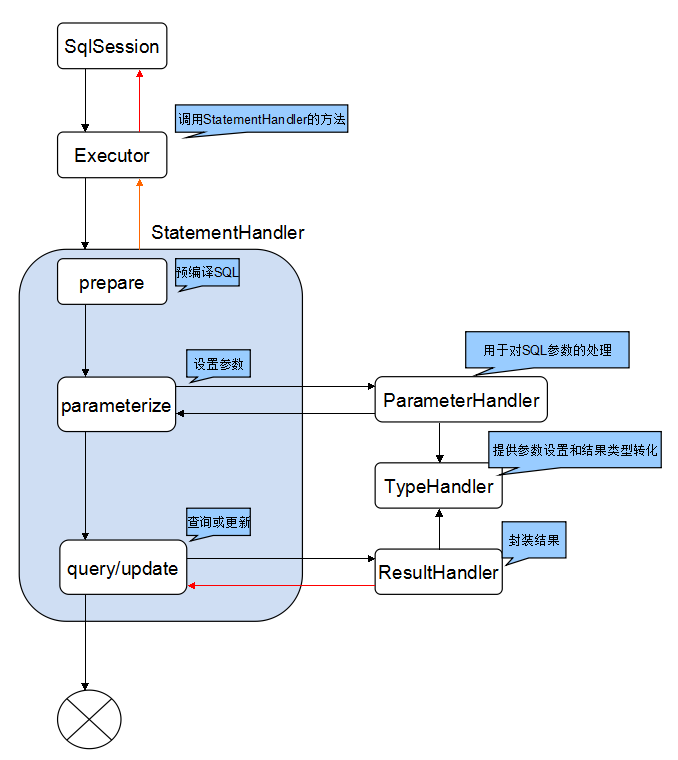 SqlSession
调用StatementHandler的方法
Executor
StatementHandler
prepare
预编译SQL
设置参数
用于对SQL参数的处理
parameterize
ParameterHandler
提供参数设置和结果类型转化
TypeHandler
查询或更新
封装结果
query/update
ResultHandler